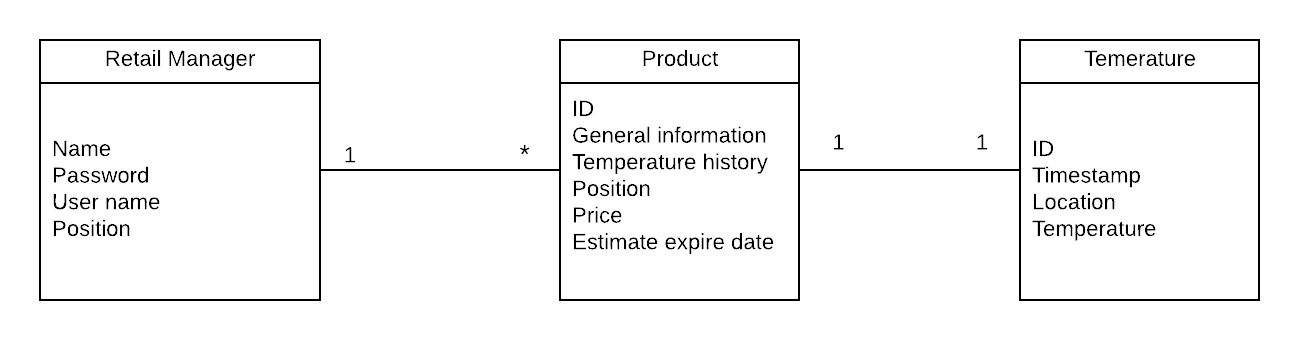 Retail Manager
Name
Password
User name
Position
1
*
Product
ID
General information
Temperature history
Position
Price
Estimate expire date
1
1
Temerature
ID
Timestamp
Location
Temperature